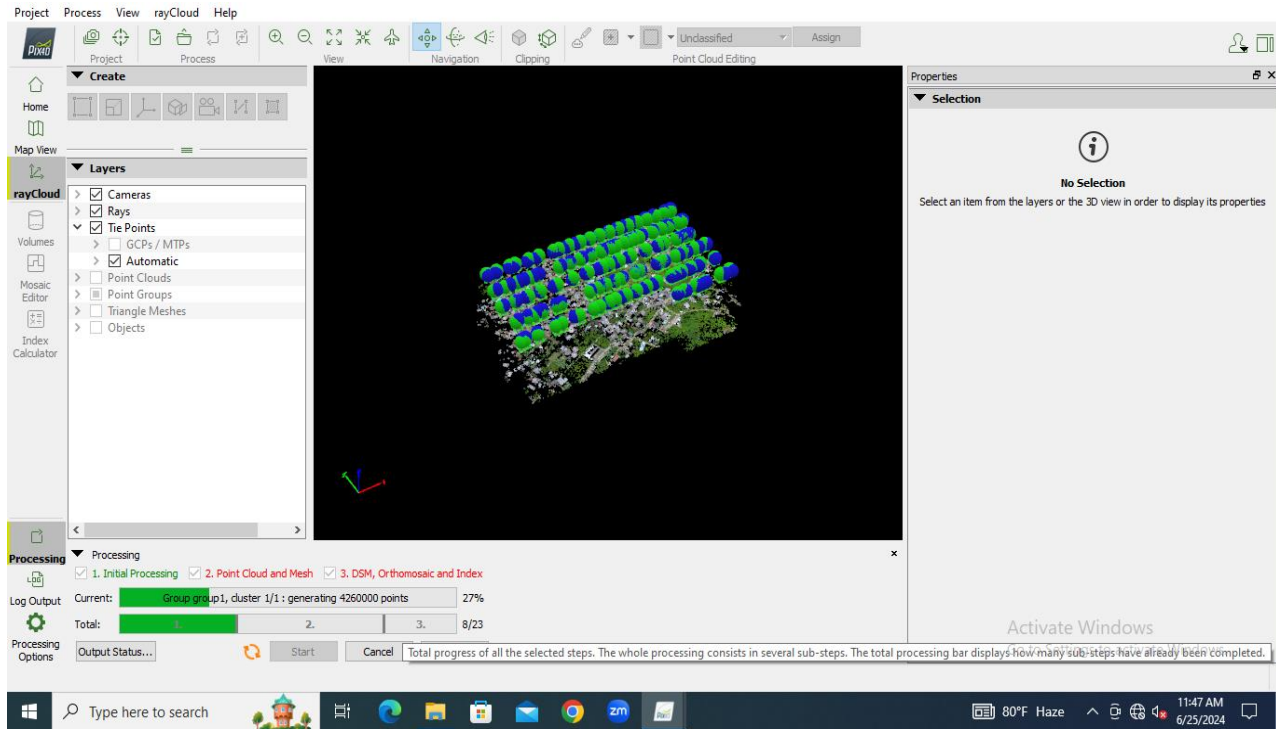 Project Process View rayCloud Help
PIX4D
Project Process View Navigation Clipping Point Cloud Editing
Unclassified Assign
Home
Map View
rayCloud
Volumes
Mosaic
Editor
Index
Calculator
Create
Layers
Cameras
Rays
Tie Points
GCPs / MTPs
Automatic
Point Clouds
Point Groups
Triangle Meshes
Objects
Properties
Selection
No Selection
Select an item from the layers or the 3D view in order to display its properties
Processing
Log Output
Processing
Options
Processing
1. Initial Processing 2. Point Cloud and Mesh 3. DSM, Orthomosaic and Index
Current: Group group1, cluster 1/1 : generating 4260000 points 27%
Total: 1. 2. 3. 8/23
Output Status... Start Cancel
Total progress of all the selected steps. The whole processing consists in several sub-steps. The total processing bar displays how many sub-steps have already been completed.
Activate Windows
Type here to search
zm
80°F Haze
11:47 AM
6/25/2024